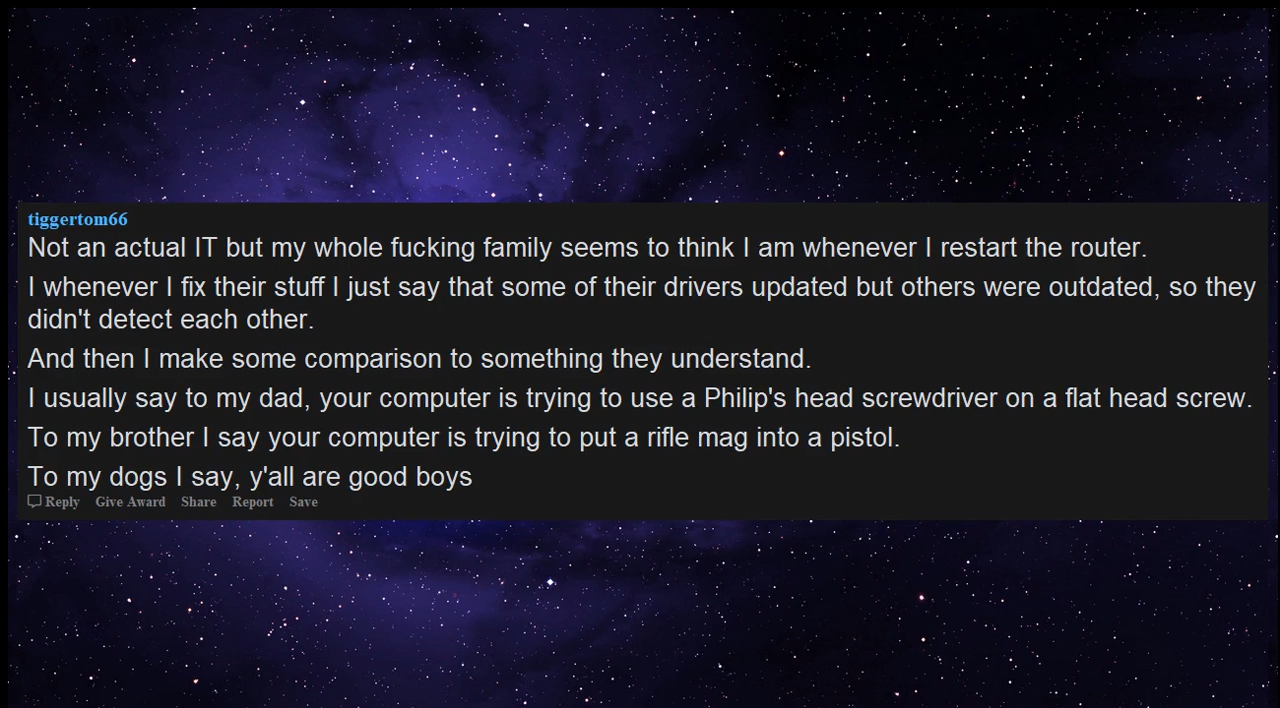 tiggertom66
Not an actual IT but my whole fucking family seems to think I am whenever I restart the router.
I whenever I fix their stuff I just say that some of their drivers updated but others were outdated, so they
didn't detect each other.
And then I make some comparison to something they understand.
I usually say to my dad, your computer is trying to use a Philip's head screwdriver on a flat head screw.
To my brother I say your computer is trying to put a rifle mag into a pistol.
To my dogs I say, y'all are good boys
Reply Give Award Share Report Save